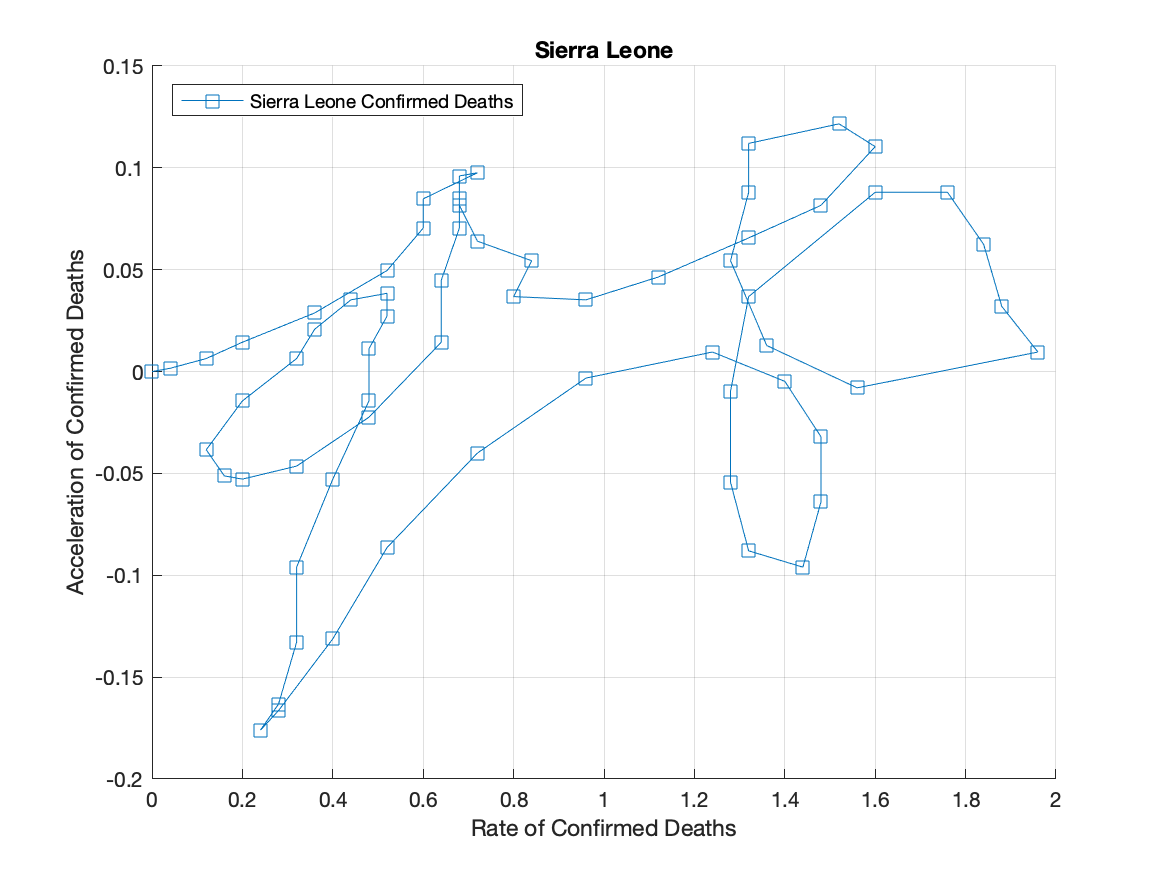 Sierra Leone
0.15
Sierra Leone Confirmed Deaths
0.1
0.05
0
-0.05
-0.1
-0.15
-0.2
Acceleration of Confirmed Deaths
0 0.2 0.4 0.6 0.8 1 1.2 1.4 1.6 1.8 2
Rate of Confirmed Deaths